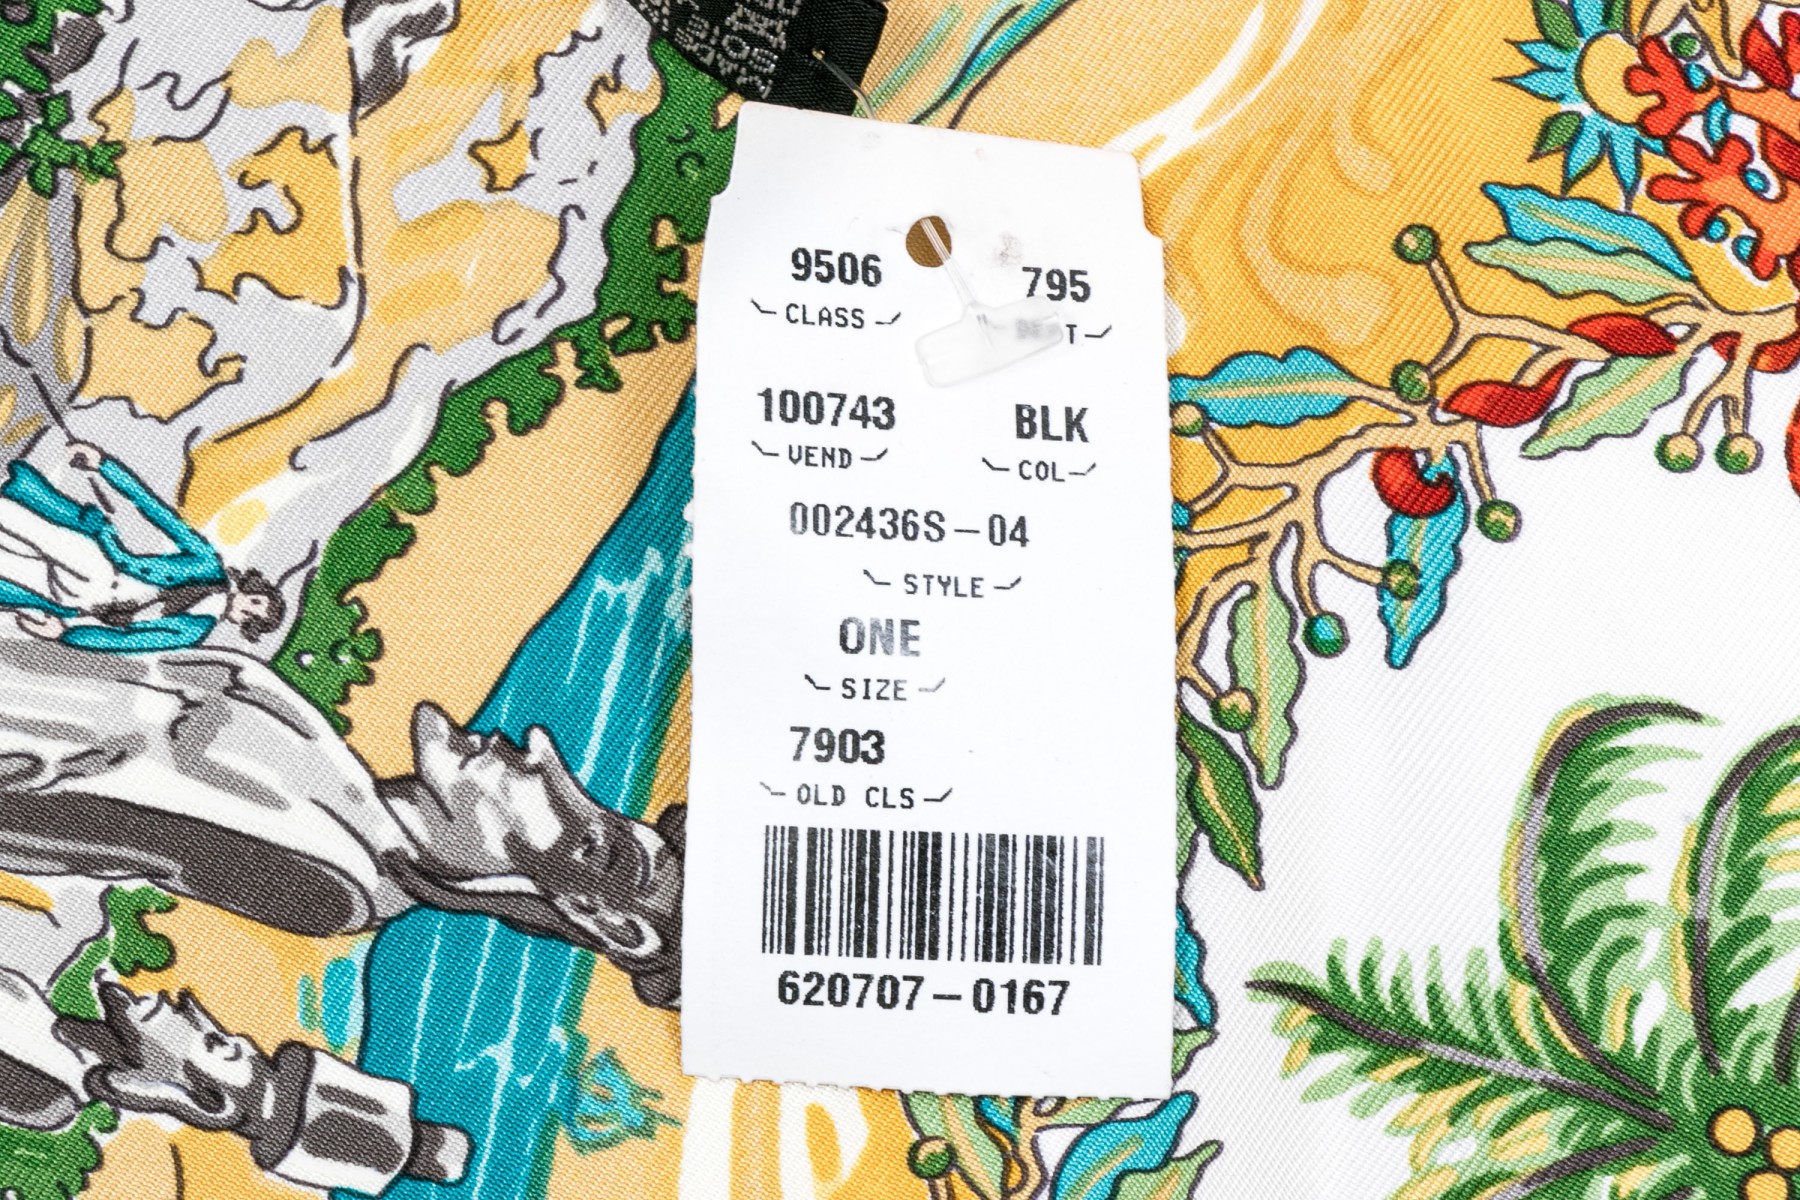 9506 795
CLASS
100743 BLK
VEND COL
002436S-04
STYLE
ONE
SIZE
7903
OLD CLS
620707-0167